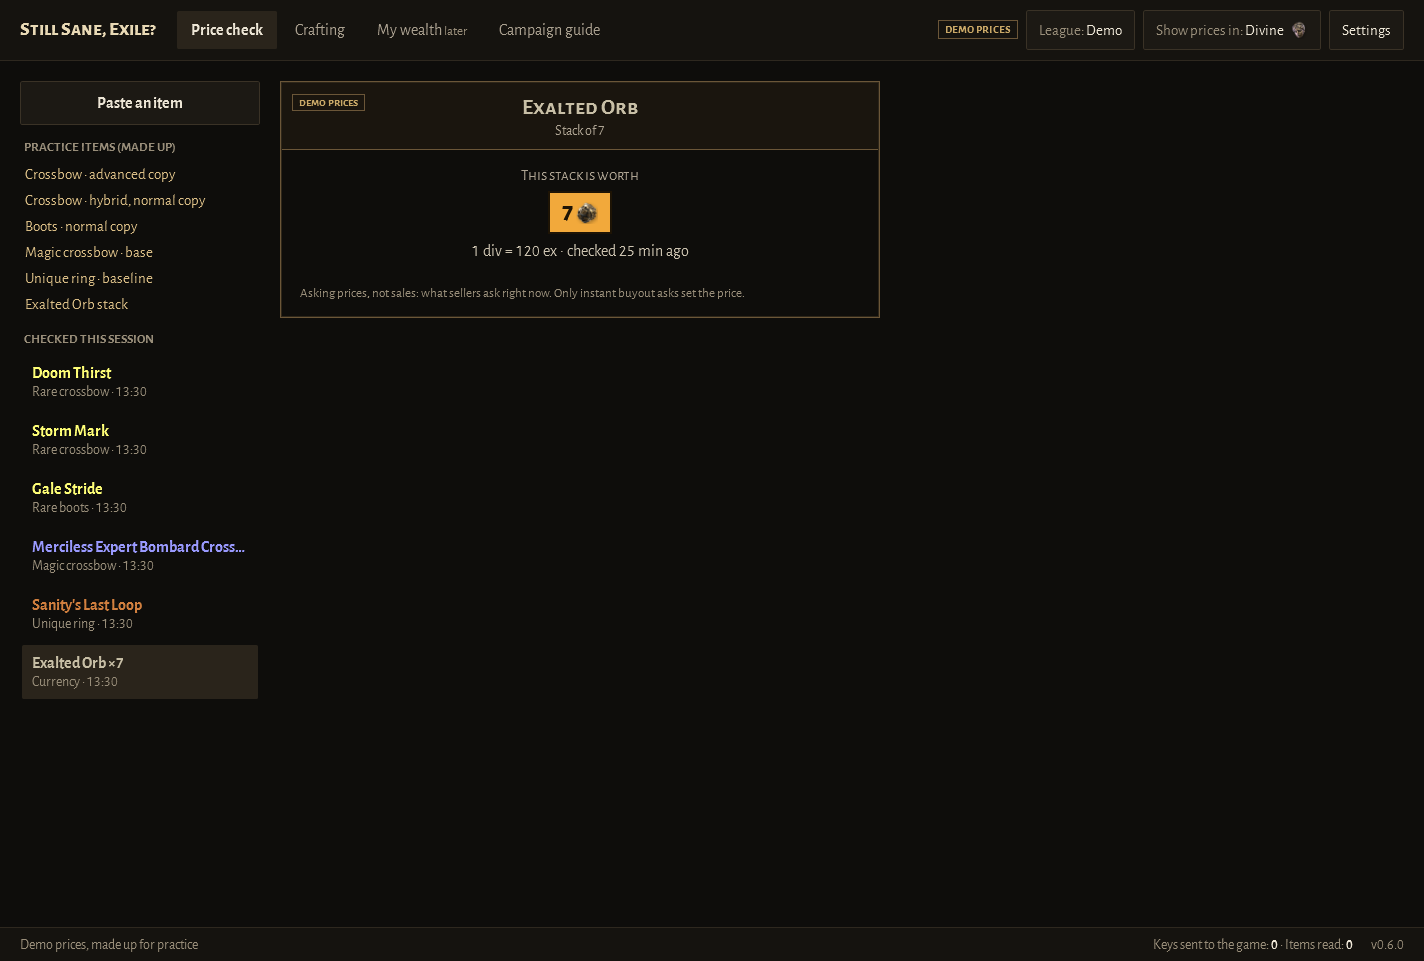 Still Sane, Exile?
Price check
Crafting
My wealth later
Campaign guide
DEMO PRICES
League: Demo
Show prices in: Divine
Settings
Paste an item
PRACTICE ITEMS (MADE UP)
Crossbow · advanced copy
Crossbow · hybrid, normal copy
Boots · normal copy
Magic crossbow · base
Unique ring · baseline
Exalted Orb stack
CHECKED THIS SESSION
Doom Thirst
Rare crossbow · 13:30
Storm Mark
Rare crossbow · 13:30
Gale Stride
Rare boots · 13:30
Merciless Expert Bombard Cross...
Magic crossbow · 13:30
Sanity's Last Loop
Unique ring · 13:30
Exalted Orb ×7
Currency · 13:30
DEMO PRICES
Exalted Orb
Stack of 7
This stack is worth
7
1 div = 120 ex · checked 25 min ago
Asking prices, not sales: what sellers ask right now. Only instant buyout asks set the price.
Demo prices, made up for practice
Keys sent to the game: 0 · Items read: 0
v0.6.0